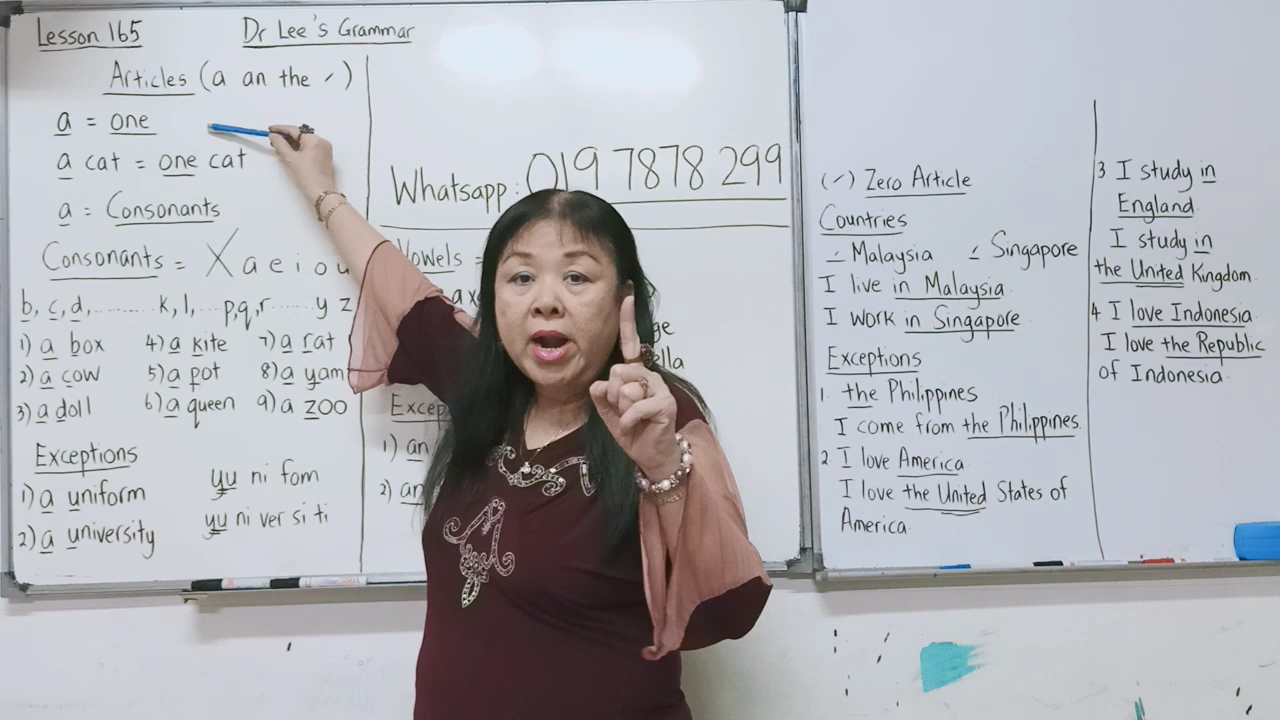 Lesson 165
Dr Lee's Grammar
Articles (a an the ✓)
a = one
a cat = one cat
a = Consonants
Consonants = X a e i o u
b, c, d, ........ k, l, .... p, q, r ...... y z
1) a box 4) a kite 7) a rat
2) a cow 5) a pot 8) a yam
3) a doll 6) a queen 9) a zoo
Exceptions
1) a uniform yu ni fom
2) a university yu ni ver si ti
Whatsapp: 019 7878 299
Vowels =
1) an
2) an
(✓) Zero Article
Countries
✓ Malaysia ✓ Singapore
I live in Malaysia.
I work in Singapore
Exceptions
1. the Philippines
I come from the Philippines.
2 I love America
I love the United States of
America.
3. I study in
England.
I study in
the United Kingdom.
4 I love Indonesia.
I love the Republic
of Indonesia.